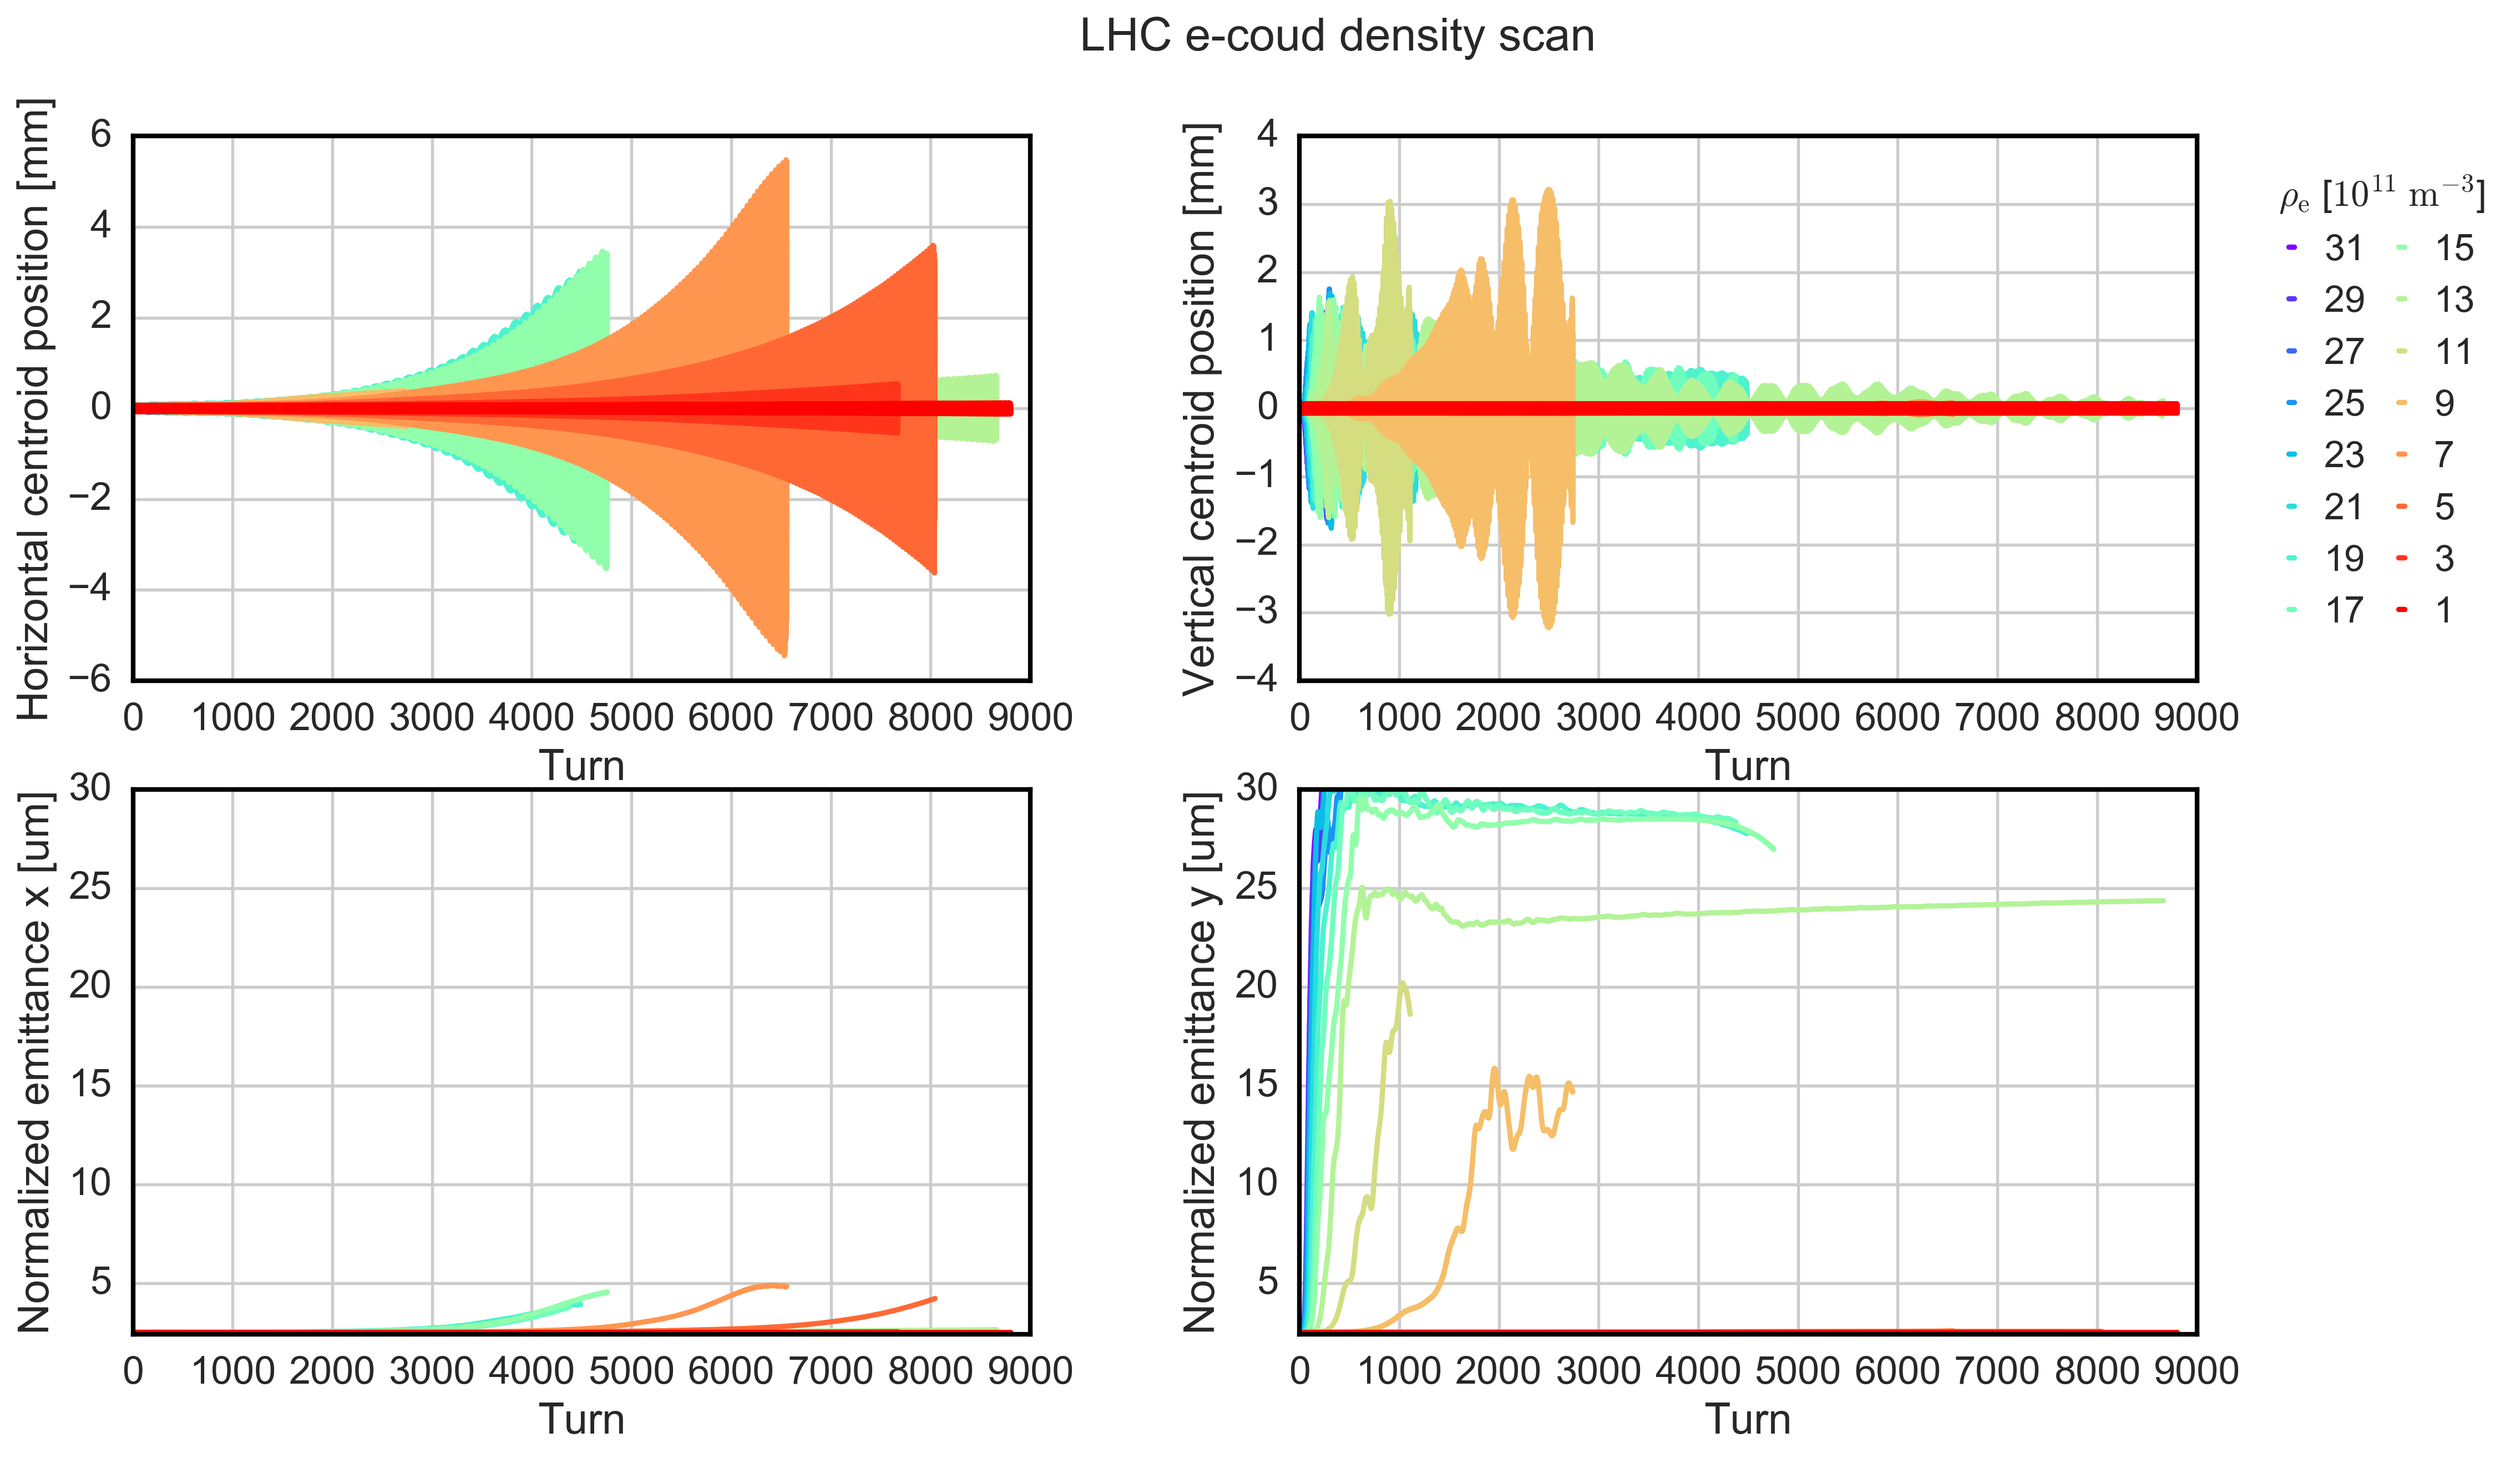 LHC e-coud density scan
Horizontal centroid position [mm]
6
4
2
0
−2
−4
−6
0 1000 2000 3000 4000 5000 6000 7000 8000 9000
Turn
Vertical centroid position [mm]
4
3
2
1
0
−1
−2
−3
−4
0 1000 2000 3000 4000 5000 6000 7000 8000 9000
Turn
ρe [10^11 m^−3]
31 15
29 13
27 11
25 9
23 7
21 5
19 3
17 1
Normalized emittance x [um]
30
25
20
15
10
5
0 1000 2000 3000 4000 5000 6000 7000 8000 9000
Turn
Normalized emittance y [um]
30
25
20
15
10
5
0 1000 2000 3000 4000 5000 6000 7000 8000 9000
Turn